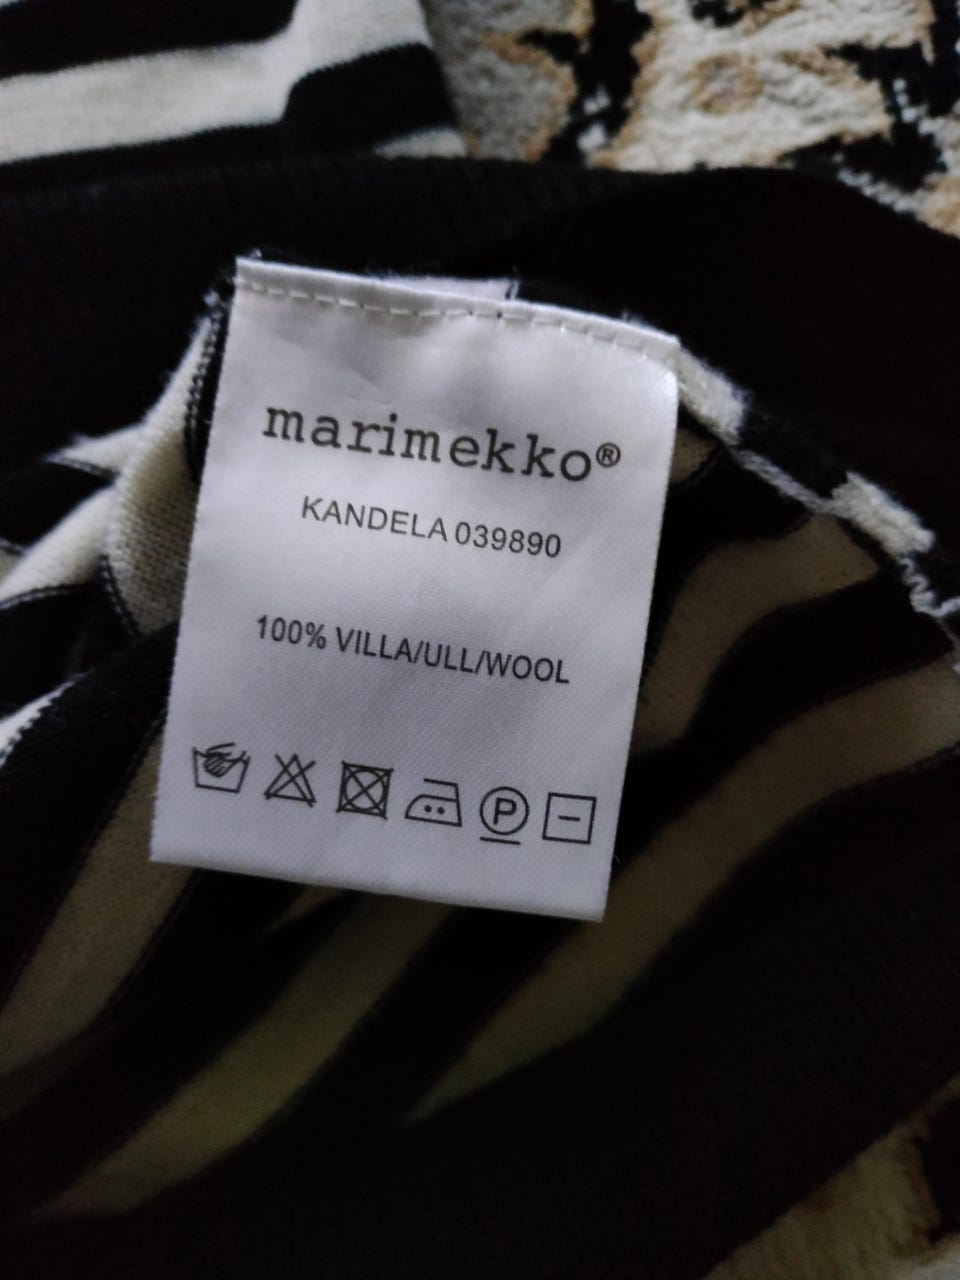 marimekko®
KANDELA 039890
100% VILLA/ULL/WOOL
P